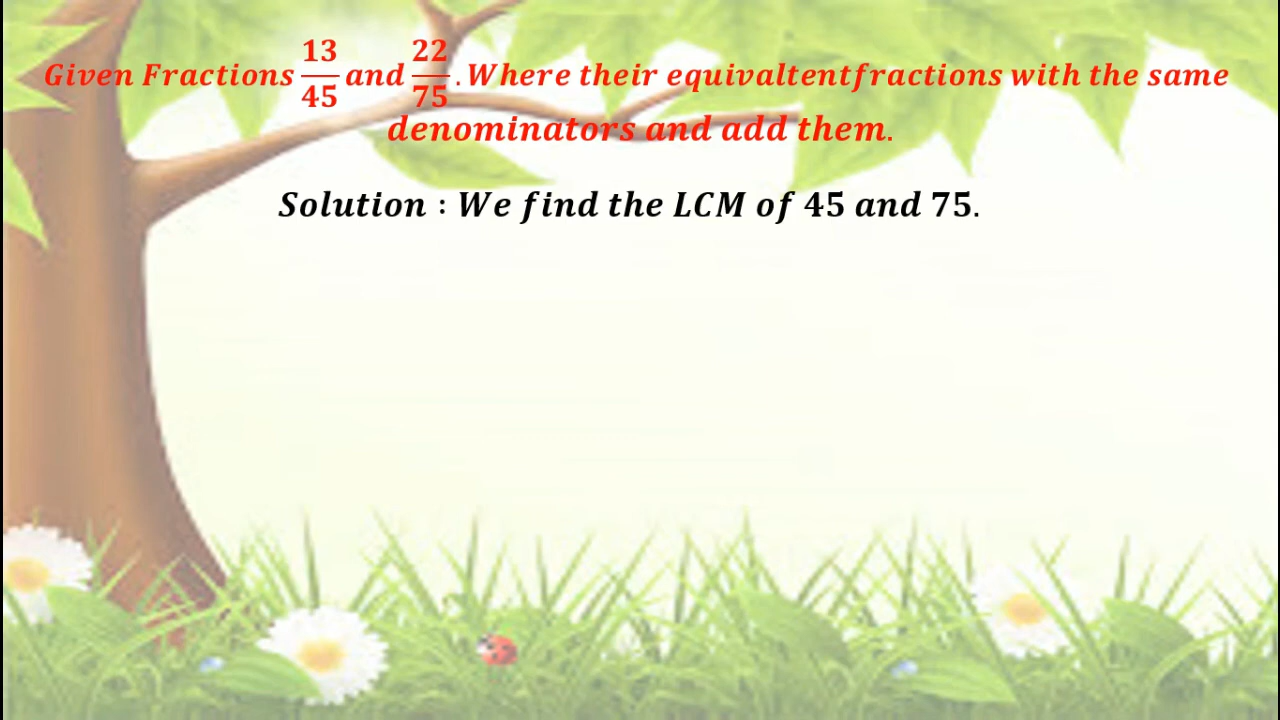 Given Fractions 13/45 and 22/75 . Where their equivaltentfractions with the same
denominators and add them.
Solution : We find the LCM of 45 and 75.